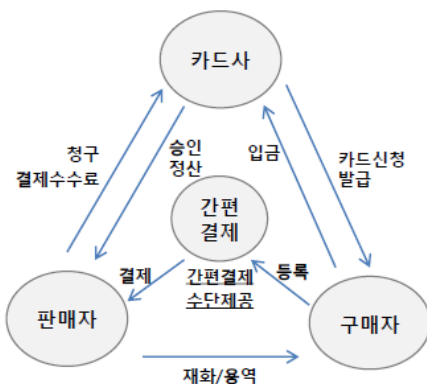 카드사
청구
결제수수료
승인
정산
입금
카드신청
발급
간편
결제
결제
간편결제
수단제공
등록
판매자
구매자
재화/용역